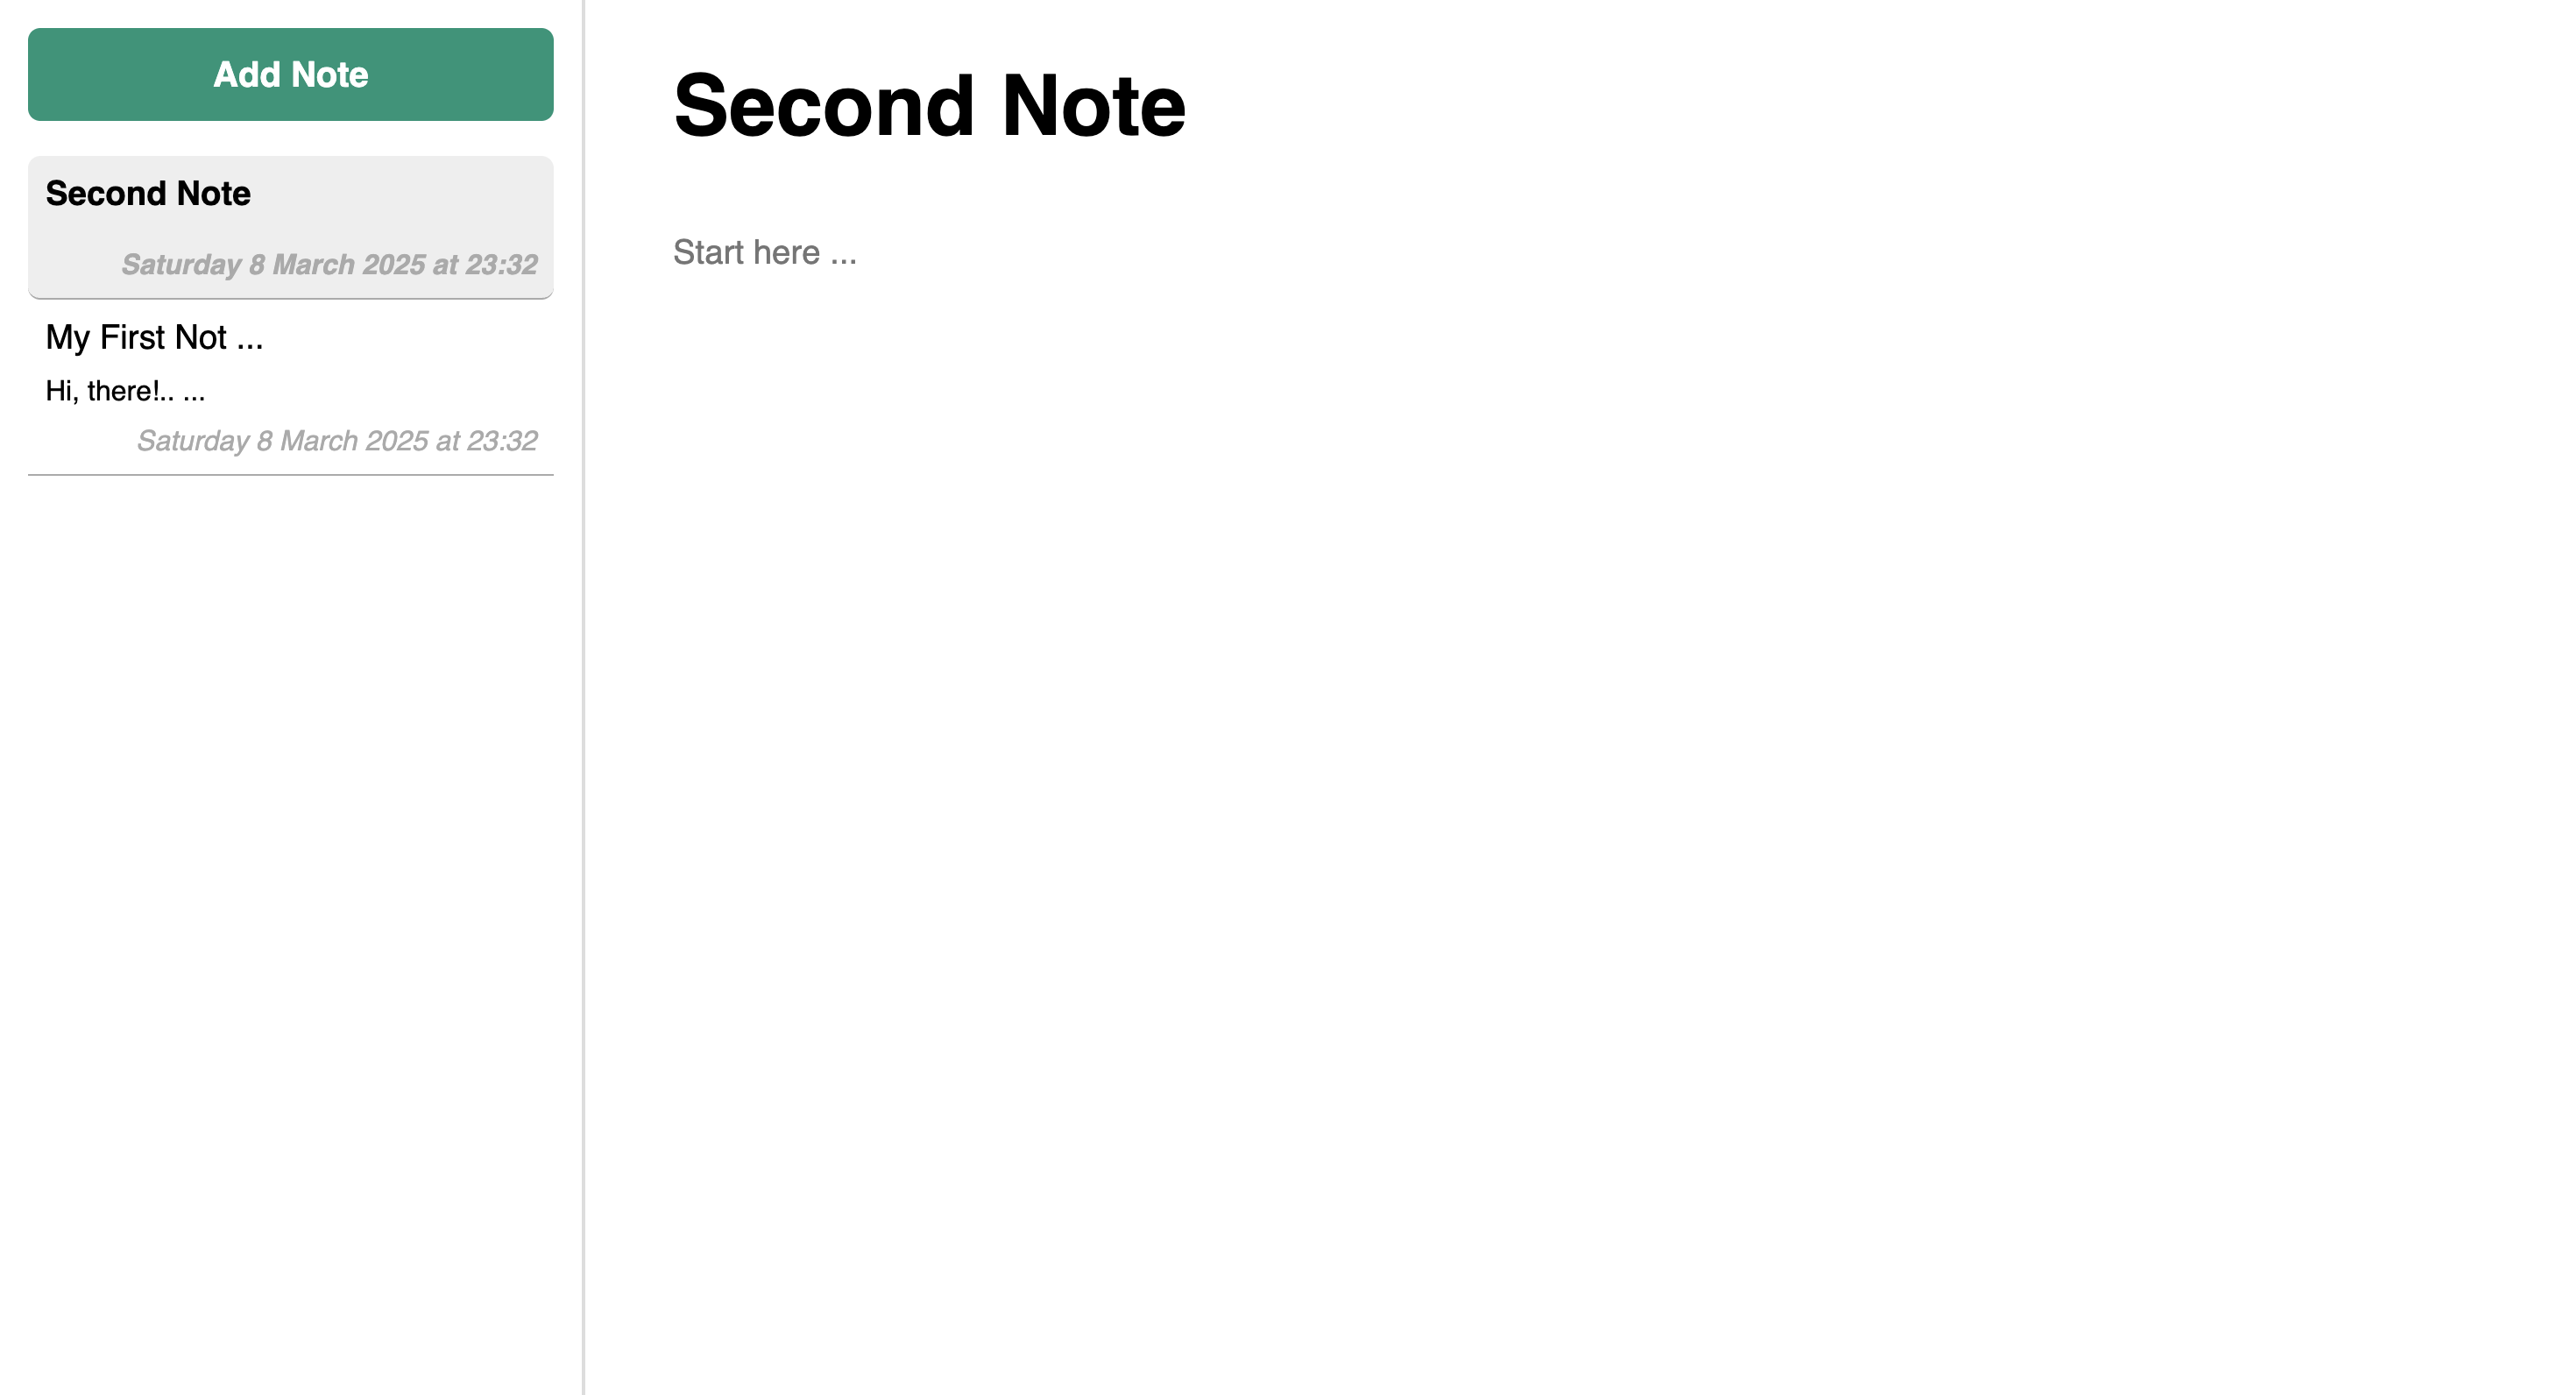 Add Note
Second Note
Saturday 8 March 2025 at 23:32
My First Not ...
Hi, there!.. ...
Saturday 8 March 2025 at 23:32
Second Note
Start here ...